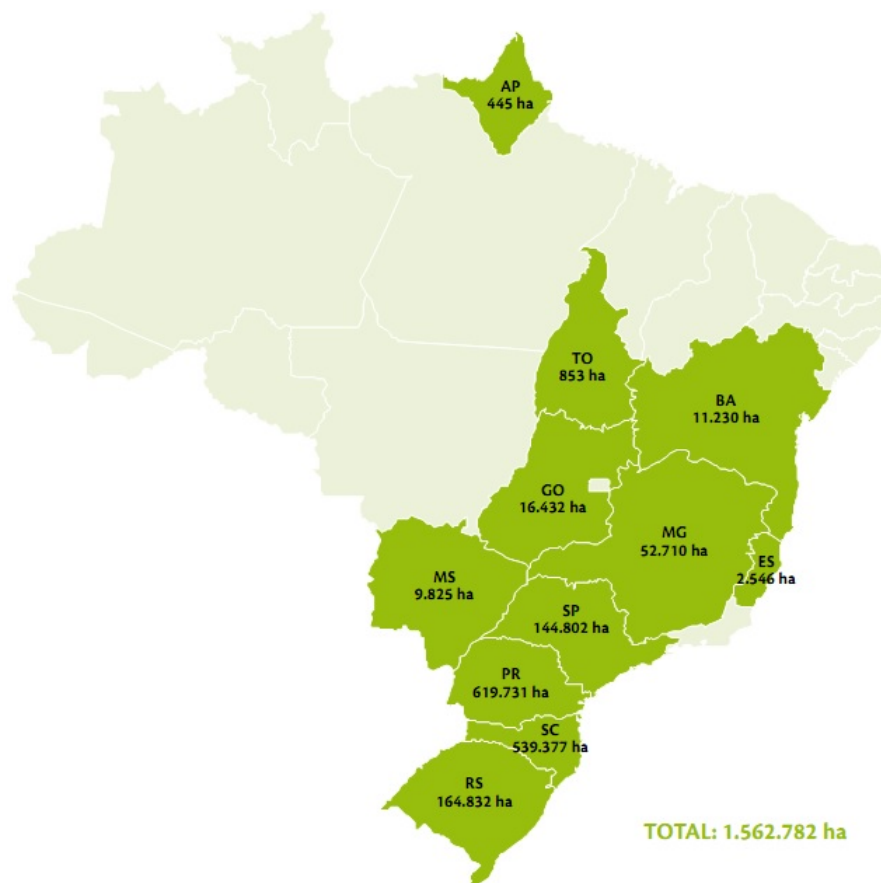 AP
445 ha
TO
853 ha
BA
11.230 ha
GO
16.432 ha
MG
52.710 ha
ES
2.546 ha
MS
9.825 ha
SP
144.802 ha
PR
619.731 ha
SC
539.377 ha
RS
164.832 ha
TOTAL: 1.562.782 ha